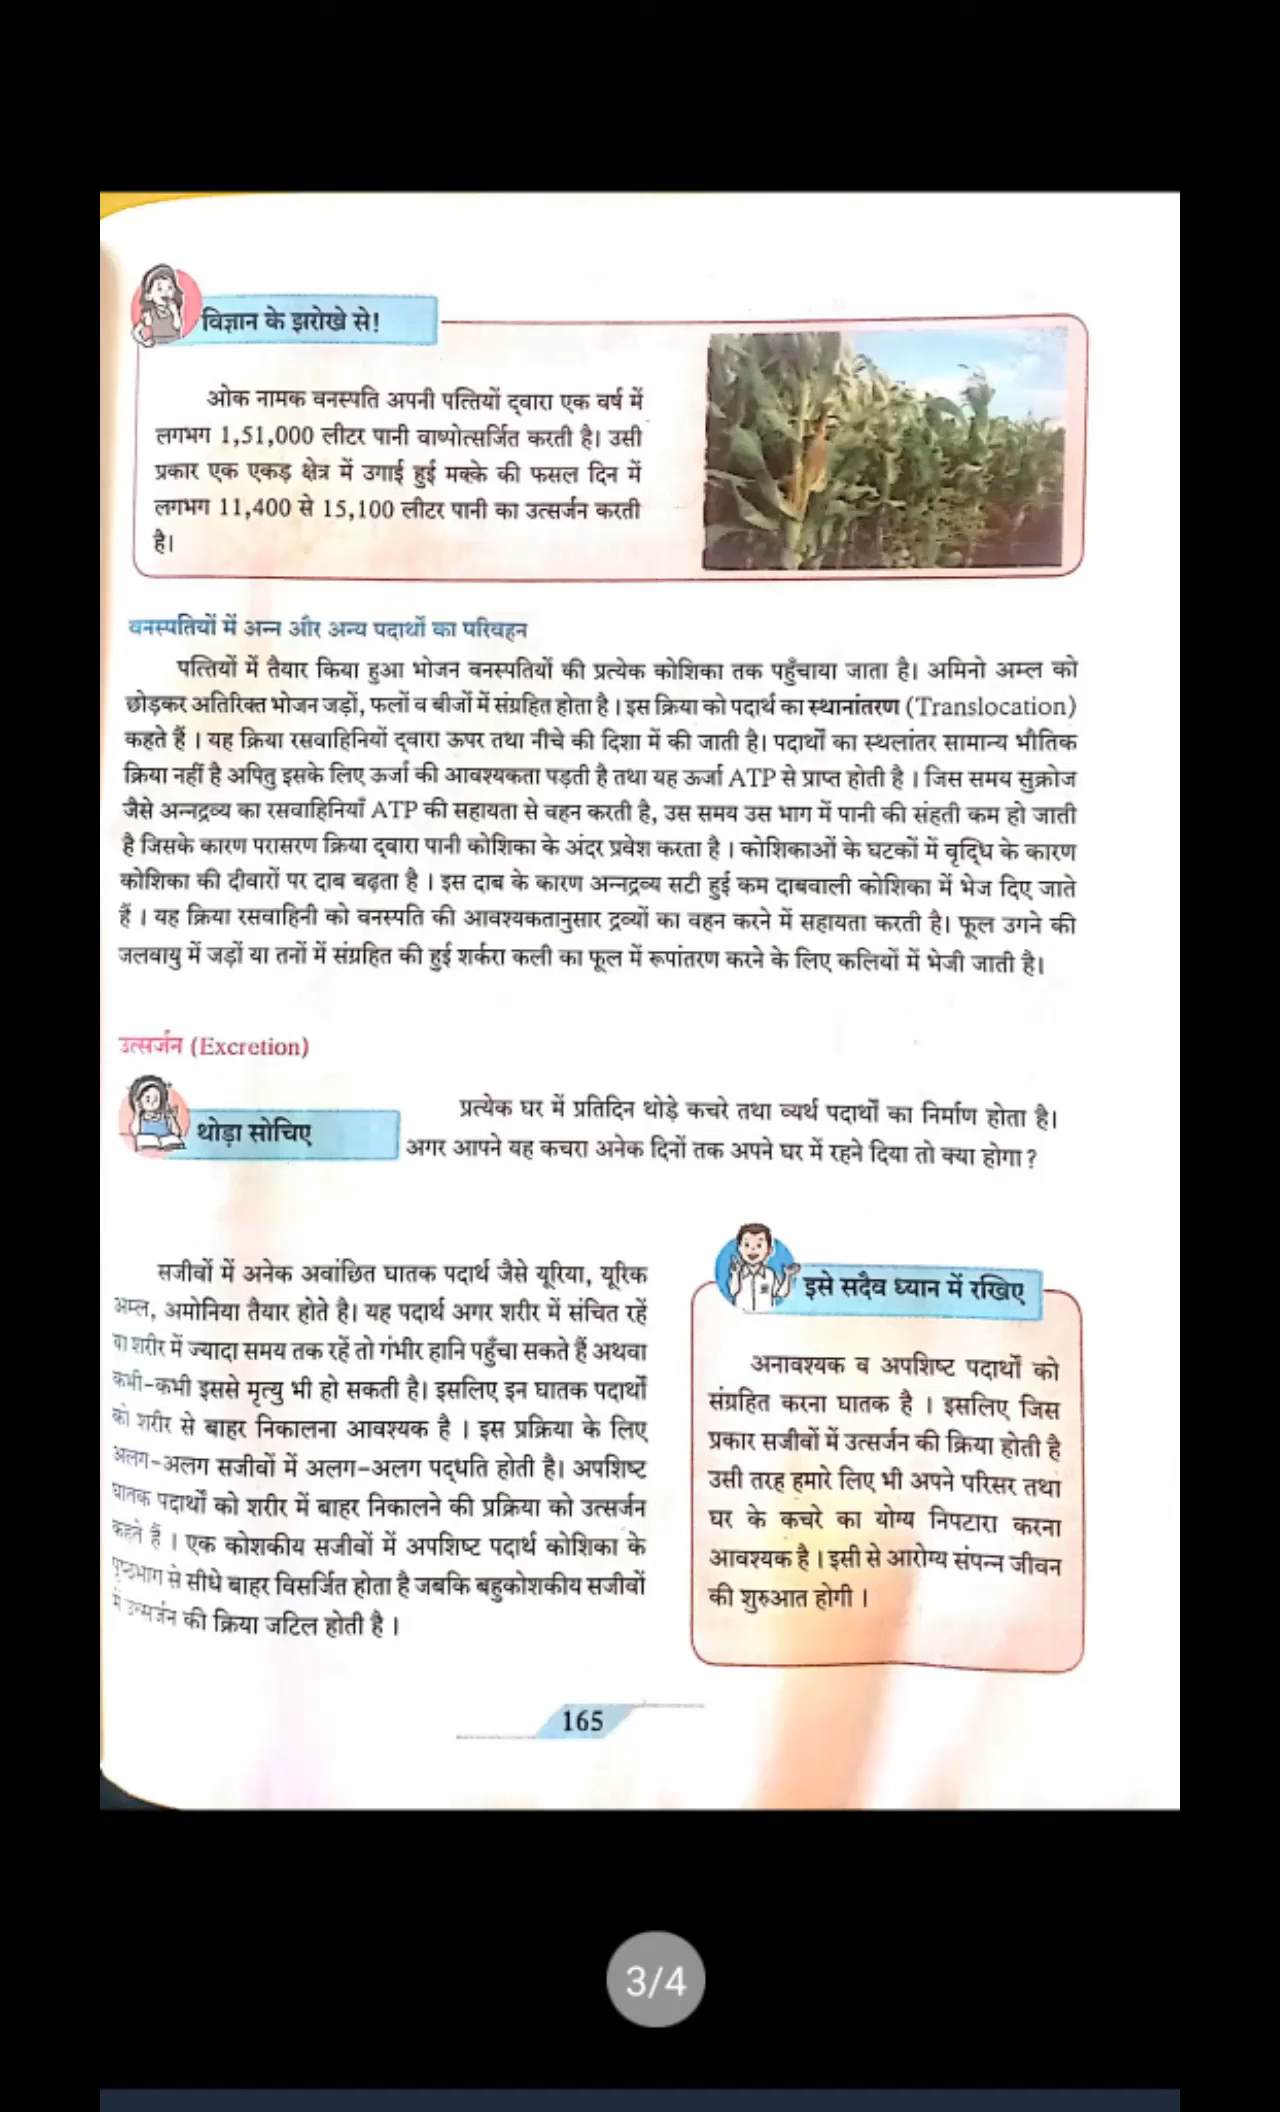 विज्ञान के झरोखे से!
ओक नामक वनस्पति अपनी पत्तियों द्वारा एक वर्ष में
लगभग 1,51,000 लीटर पानी वाष्पोत्सर्जित करती है। उसी
प्रकार एक एकड़ क्षेत्र में उगाई हुई मक्के की फसल दिन में
लगभग 11,400 से 15,100 लीटर पानी का उत्सर्जन करती
है।
वनस्पतियों में अन्न और अन्य पदार्थों का परिवहन
पत्तियों में तैयार किया हुआ भोजन वनस्पतियों की प्रत्येक कोशिका तक पहुँचाया जाता है। अमिनो अम्ल को
छोड़कर अतिरिक्त भोजन जड़ों, फलों व बीजों में संग्रहित होता है । इस क्रिया को पदार्थ का स्थानांतरण (Translocation)
कहते हैं । यह क्रिया रसवाहिनियों द्वारा ऊपर तथा नीचे की दिशा में की जाती है। पदार्थों का स्थलांतर सामान्य भौतिक
क्रिया नहीं है अपितु इसके लिए ऊर्जा की आवश्यकता पड़ती है तथा यह ऊर्जा ATP से प्राप्त होती है । जिस समय सुक्रोज
जैसे अन्नद्रव्य का रसवाहिनियाँ ATP की सहायता से वहन करती है, उस समय उस भाग में पानी की संहती कम हो जाती
है जिसके कारण परासरण क्रिया द्वारा पानी कोशिका के अंदर प्रवेश करता है । कोशिकाओं के घटकों में वृद्धि के कारण
कोशिका की दीवारों पर दाब बढ़ता है । इस दाब के कारण अन्नद्रव्य सटी हुई कम दाबवाली कोशिका में भेज दिए जाते
हैं । यह क्रिया रसवाहिनी को वनस्पति की आवश्यकतानुसार द्रव्यों का वहन करने में सहायता करती है। फूल उगने की
जलवायु में जड़ों या तनों में संग्रहित की हुई शर्करा कली का फूल में रूपांतरण करने के लिए कलियों में भेजी जाती है।
उत्सर्जन (Excretion)
थोड़ा सोचिए
प्रत्येक घर में प्रतिदिन थोड़े कचरे तथा व्यर्थ पदार्थों का निर्माण होता है।
अगर आपने यह कचरा अनेक दिनों तक अपने घर में रहने दिया तो क्या होगा ?
सजीवों में अनेक अवांछित घातक पदार्थ जैसे यूरिया, यूरिक
अम्ल, अमोनिया तैयार होते है। यह पदार्थ अगर शरीर में संचित रहें
वा शरीर में ज्यादा समय तक रहें तो गंभीर हानि पहुँचा सकते हैं अथवा
कभी-कभी इससे मृत्यु भी हो सकती है। इसलिए इन घातक पदार्थों
को शरीर से बाहर निकालना आवश्यक है । इस प्रक्रिया के लिए
अलग-अलग सजीवों में अलग-अलग पद्धति होती है। अपशिष्ट
घातक पदार्थों को शरीर में बाहर निकालने की प्रक्रिया को उत्सर्जन
कहते हैं । एक कोशकीय सजीवों में अपशिष्ट पदार्थ कोशिका के
पृष्ठभाग से सीधे बाहर विसर्जित होता है जबकि बहुकोशकीय सजीवों
में उत्सर्जन की क्रिया जटिल होती है ।
इसे सदैव ध्यान में रखिए
अनावश्यक व अपशिष्ट पदार्थों को
संग्रहित करना घातक है । इसलिए जिस
प्रकार सजीवों में उत्सर्जन की क्रिया होती है
उसी तरह हमारे लिए भी अपने परिसर तथा
घर के कचरे का योग्य निपटारा करना
आवश्यक है । इसी से आरोग्य संपन्न जीवन
की शुरुआत होगी ।
165
3/4